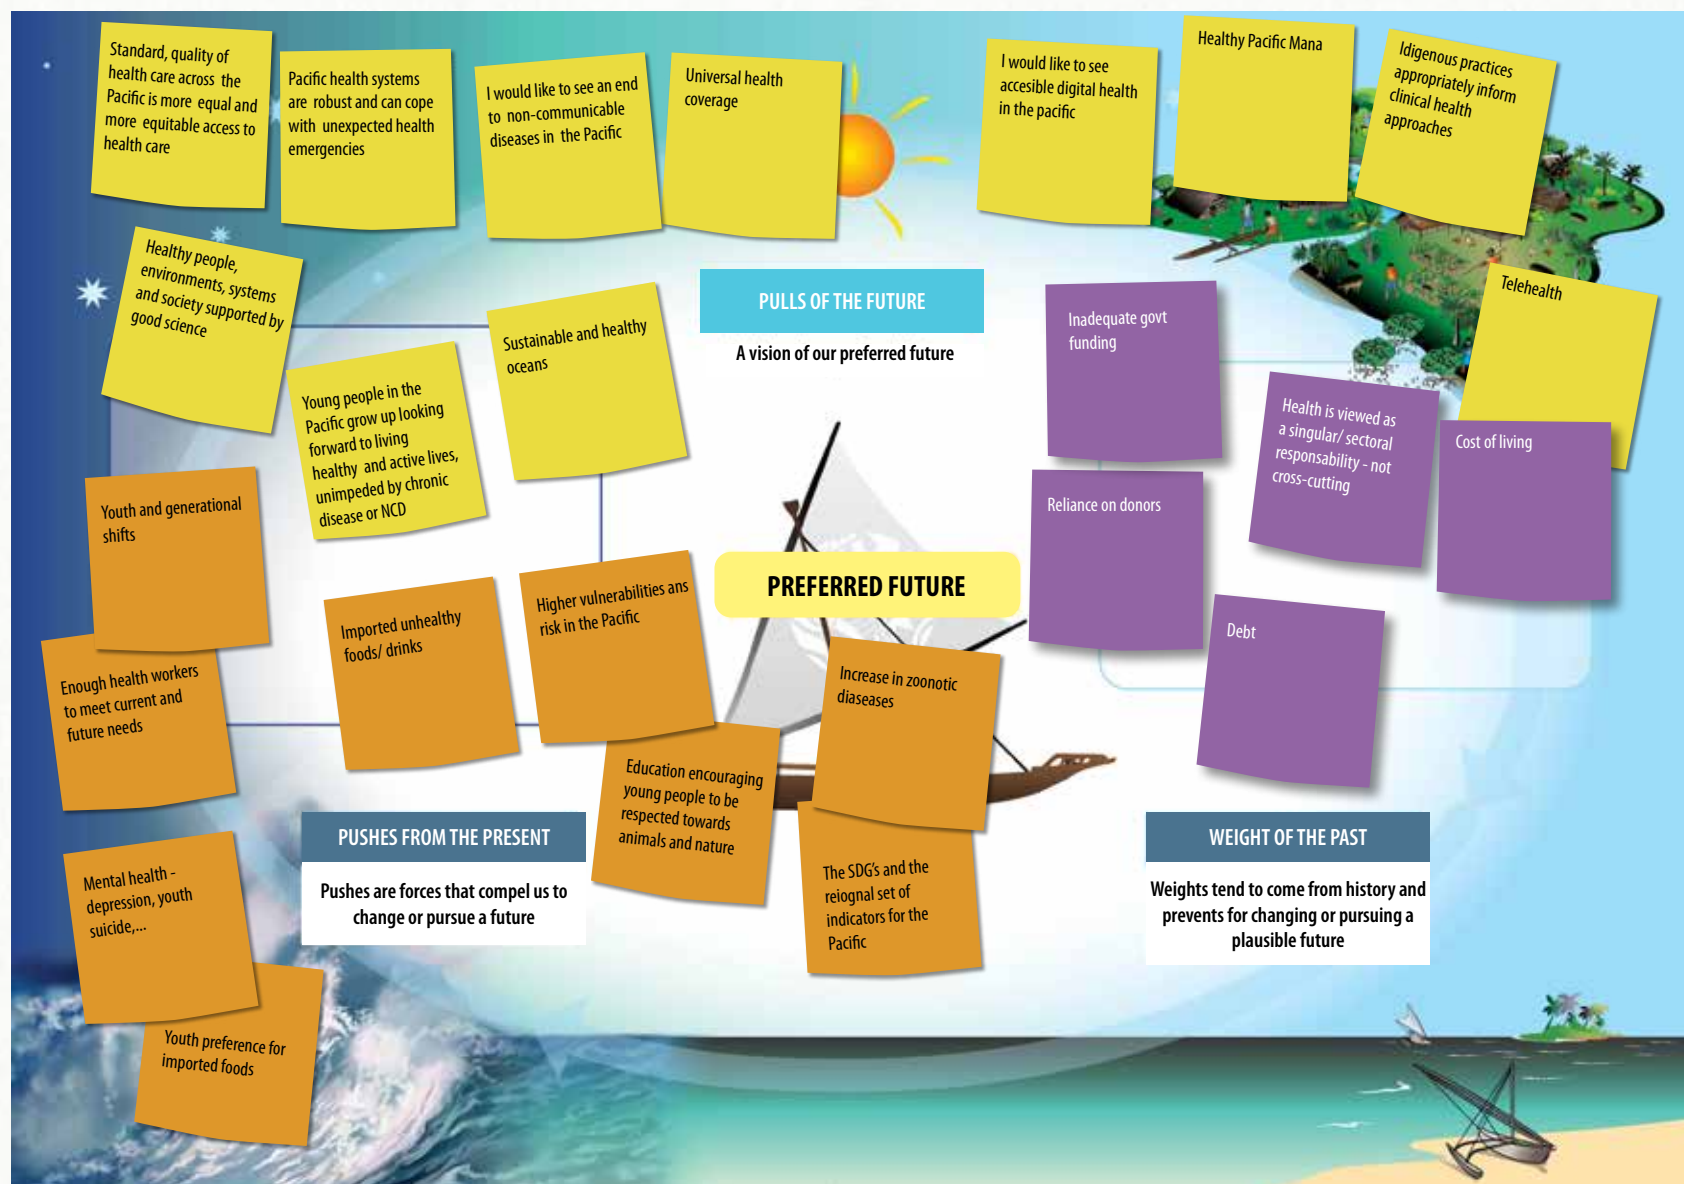 Standard, quality of
health care across the
Pacific is more equal and
more equitable access to
health care
Pacific health systems
are robust and can cope
with unexpected health
emergencies
I would like to see an end
to non-communicable
diseases in the Pacific
Universal health
coverage
I would like to see
accesible digital health
in the pacific
Healthy Pacific Mana
Idigenous practices
appropriately inform
clinical health
approaches
Healthy people,
environments, systems
and society supported by
good science
Young people in the
Pacific grow up looking
forward to living
healthy and active lives,
unimpeded by chronic
disease or NCD
Sustainable and healthy
oceans
PULLS OF THE FUTURE
A vision of our preferred future
Telehealth
Inadequate govt
funding
Health is viewed as
a singular/ sectoral
responsability - not
cross-cutting
Cost of living
Reliance on donors
Debt
PREFERRED FUTURE
Youth and generational
shifts
Enough health workers
to meet current and
future needs
Imported unhealthy
foods/ drinks
Higher vulnerabilities ans
risk in the Pacific
Increase in zoonotic
diaseases
Education encouraging
young people to be
respected towards
animals and nature
The SDG's and the
reiognal set of
indicators for the
Pacific
Mental health -
depression, youth
suicide,...
Youth preference for
imported foods
PUSHES FROM THE PRESENT
Pushes are forces that compel us to
change or pursue a future
WEIGHT OF THE PAST
Weights tend to come from history and
prevents for changing or pursuing a
plausible future